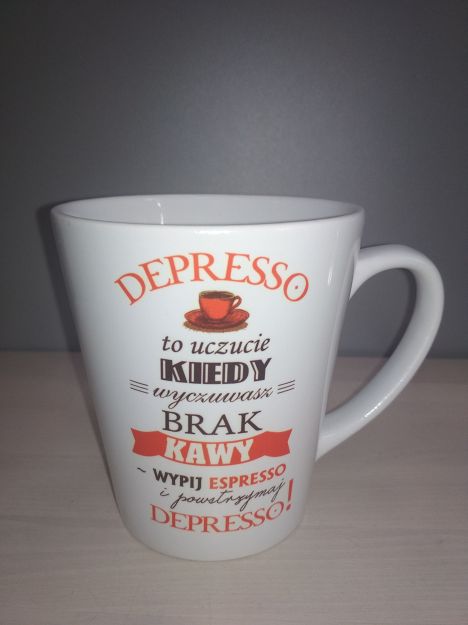 DEPRESSO
to uczucie
KIEDY
wyczuwasz
BRAK
KAWY
~ WYPIJ ESPRESSO
i powstrzymaj
DEPRESSO!